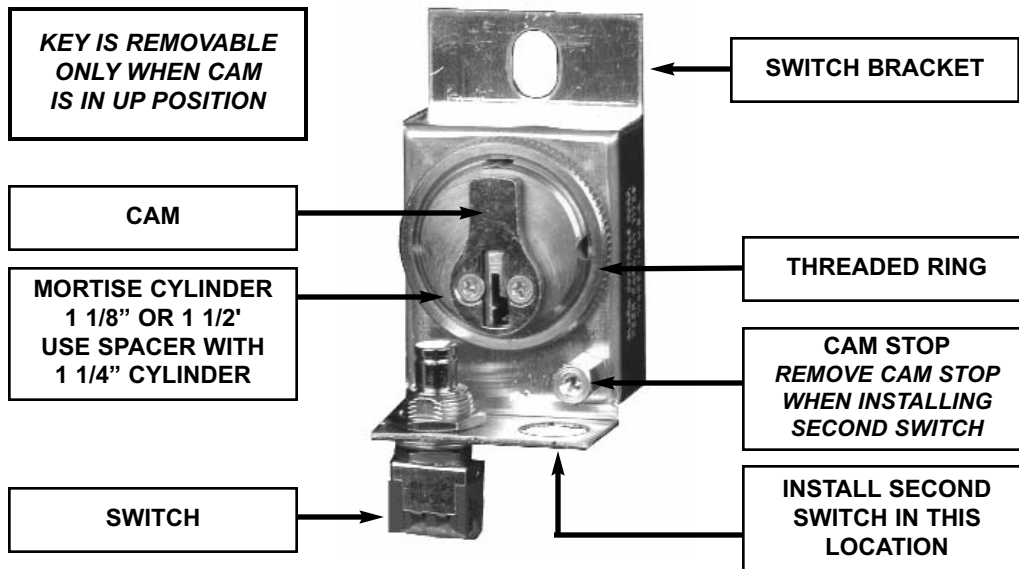 KEY IS REMOVABLE
ONLY WHEN CAM
IS IN UP POSITION
SWITCH BRACKET
CAM
THREADED RING
MORTISE CYLINDER
1 1/8” OR 1 1/2'
USE SPACER WITH
1 1/4” CYLINDER
CAM STOP
REMOVE CAM STOP
WHEN INSTALLING
SECOND SWITCH
SWITCH
INSTALL SECOND
SWITCH IN THIS
LOCATION